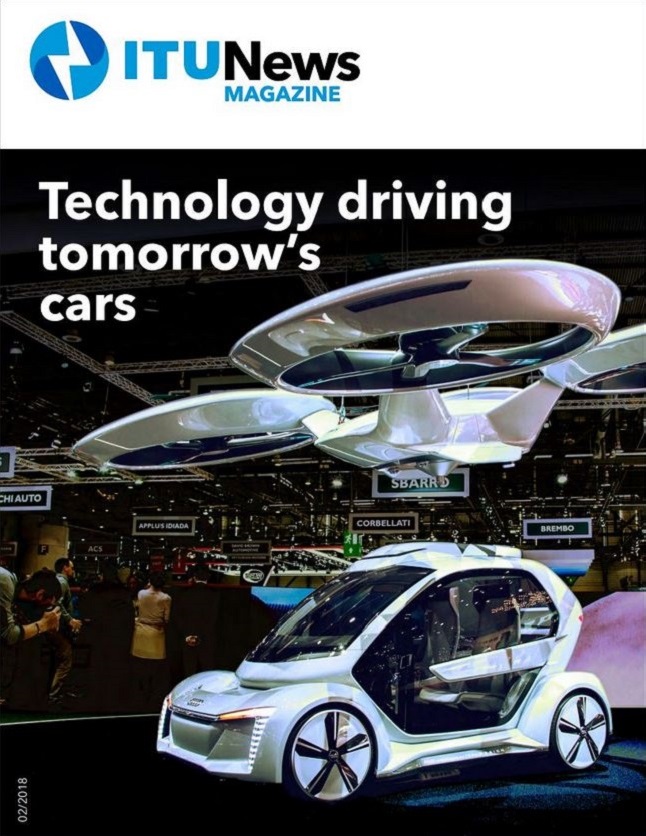 ITUNews
MAGAZINE
Technology driving
tomorrow's
cars
SBARRO
CHI AUTO
CORBELLATI
APPLUS IDIADA
BREMBO
F
ACS
02/2018